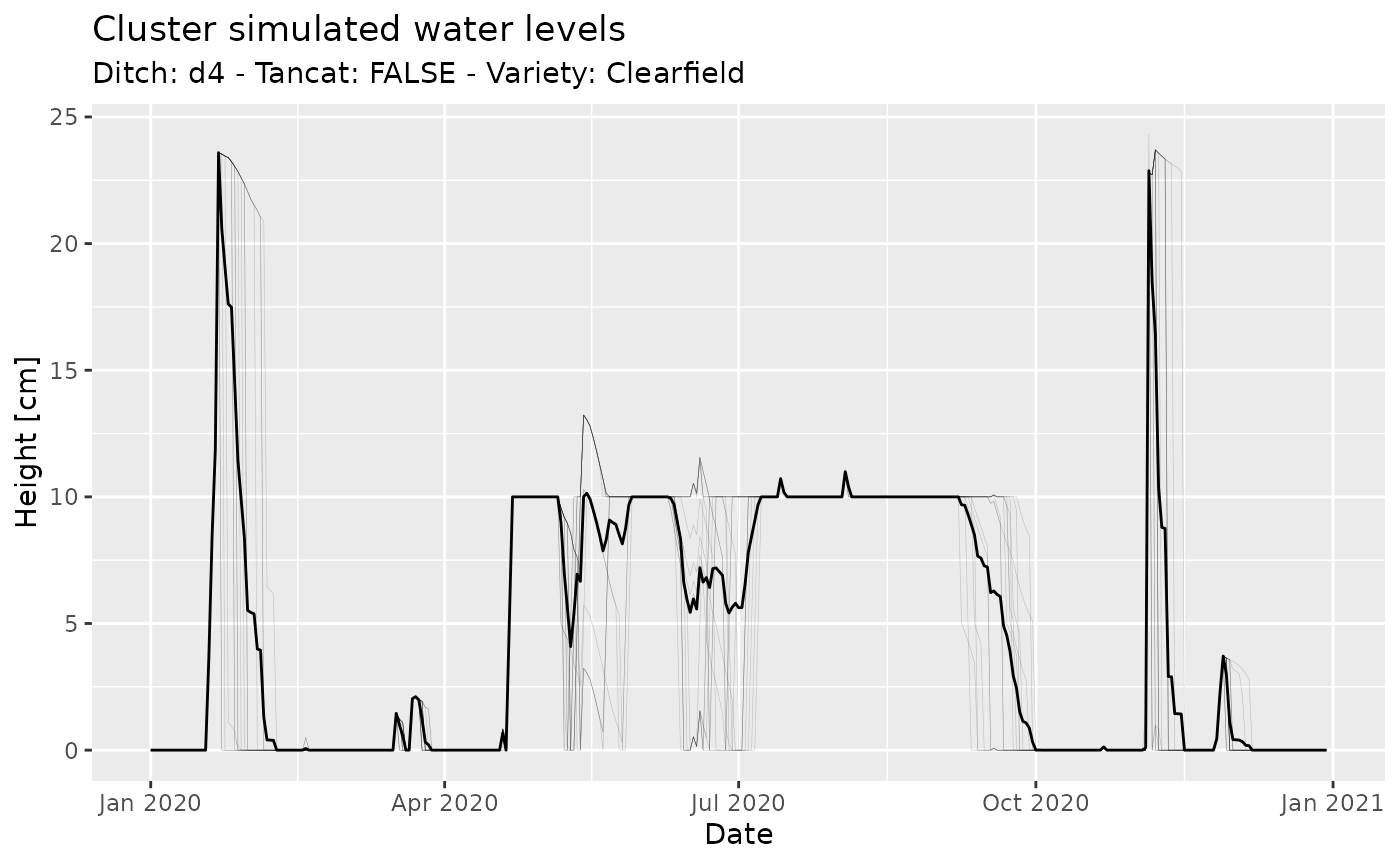 Cluster simulated water levels
Ditch: d4 - Tancat: FALSE - Variety: Clearfield
25
20
15
10
5
0
Height [cm]
Jan 2020 Apr 2020 Jul 2020 Oct 2020 Jan 2021
Date